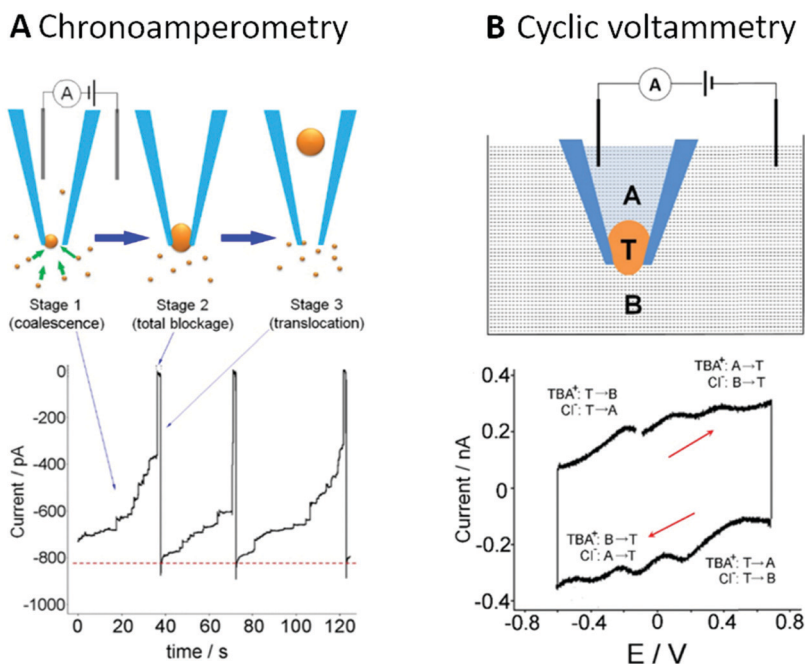 A Chronoamperometry
A
Stage 1
(coalescence)
Stage 2
(total blockage)
Stage 3
(translocation)
Current / pA
0
-200
-400
-600
-800
-1000
0 20 40 60 80 100 120
time / s
B Cyclic voltammetry
A
A
T
B
Current / nA
0.4
0.2
0
-0.2
-0.4
TBA⁺: T→B
Cl⁻: T→A
TBA⁺: A→T
Cl⁻: B→T
TBA⁺: B→T
Cl⁻: A→T
TBA⁺: T→A
Cl⁻: T→B
-0.8 -0.4 0 0.4 0.8
E / V